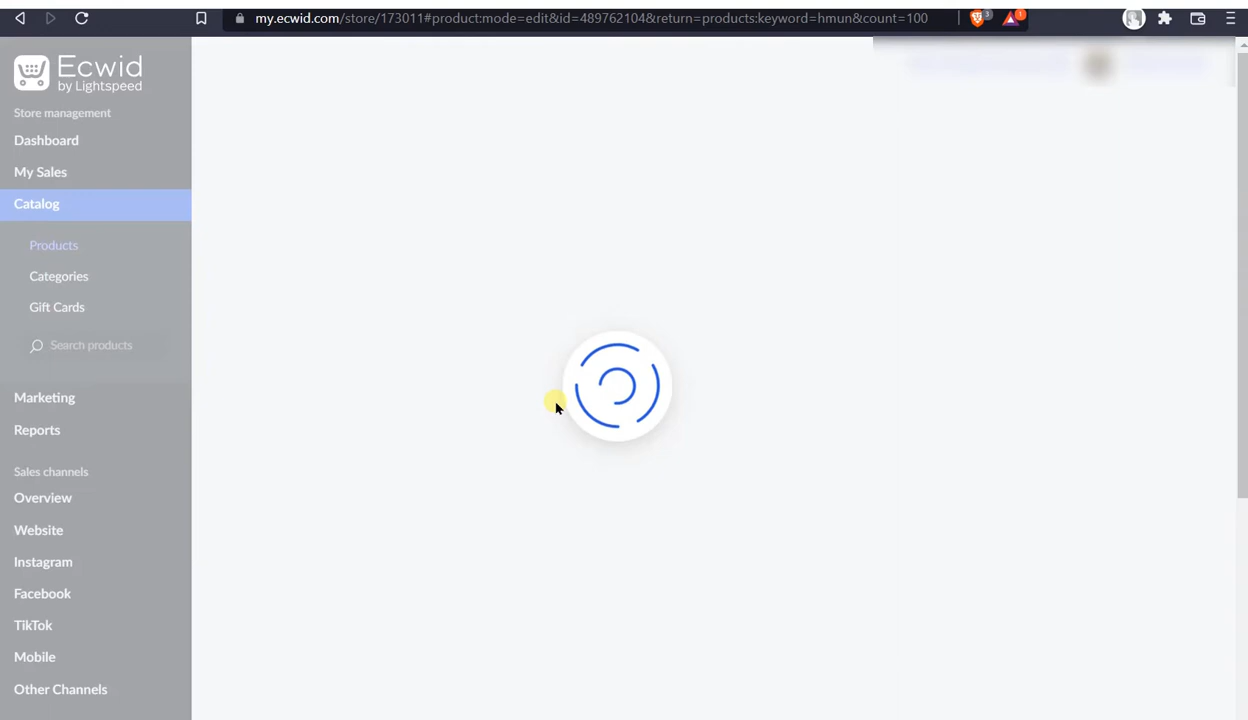 my.ecwid.com/store/173011#product:mode=edit&id=489762104&return=products:keyword=hmun&count=100
3
1
Ecwid
by Lightspeed
Store management
Dashboard
My Sales
Catalog
Products
Categories
Gift Cards
Search products
Marketing
Reports
Sales channels
Overview
Website
Instagram
Facebook
TikTok
Mobile
Other Channels